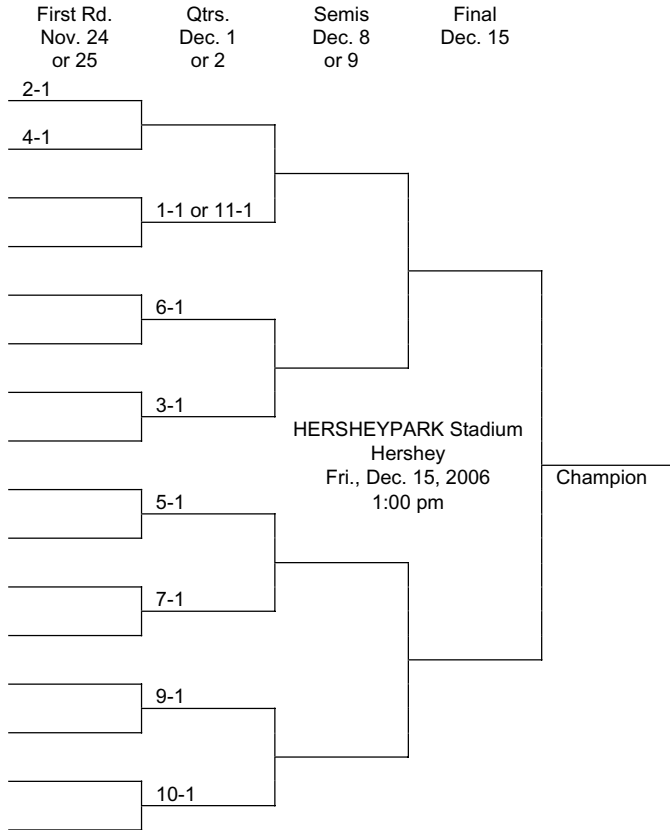 First Rd.
Nov. 24
or 25
Qtrs.
Dec. 1
or 2
Semis
Dec. 8
or 9
Final
Dec. 15
2-1
4-1
1-1 or 11-1
6-1
3-1
HERSHEYPARK Stadium
Hershey
Fri., Dec. 15, 2006
1:00 pm
Champion
5-1
7-1
9-1
10-1